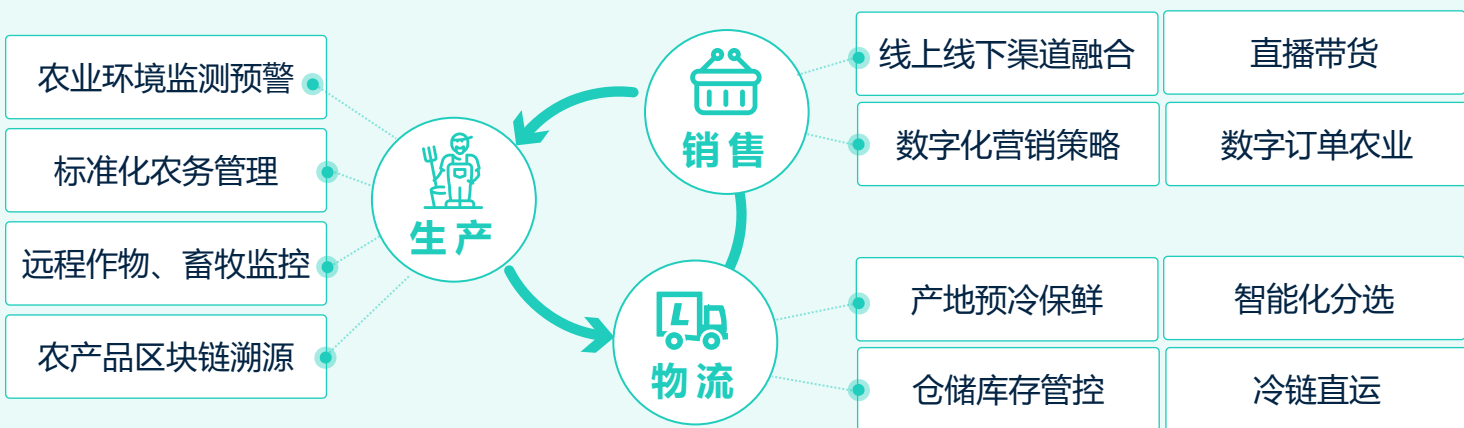 农业环境监测预警
标准化农务管理
远程作物、畜牧监控
农产品区块链溯源
生产
销售
线上线下渠道融合
直播带货
数字化营销策略
数字订单农业
物流
产地预冷保鲜
智能化分选
仓储库存管控
冷链直运